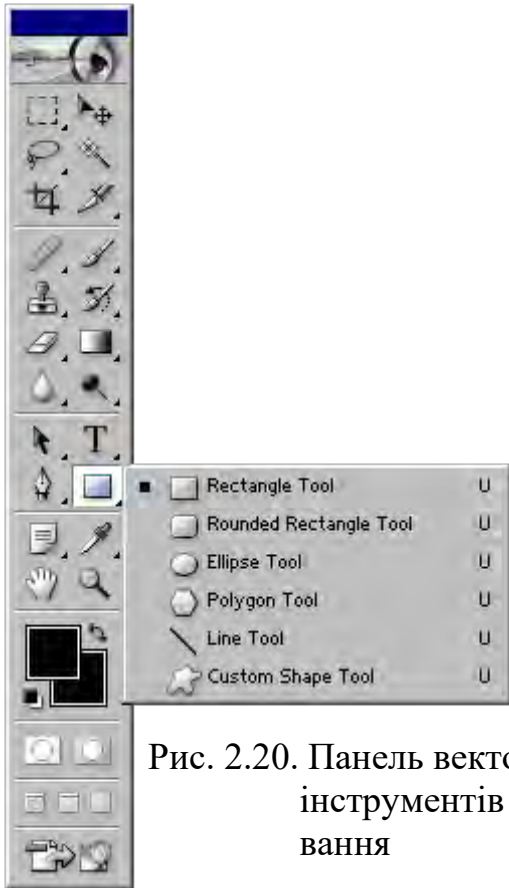 T
Rectangle Tool U
Rounded Rectangle Tool U
Ellipse Tool U
Polygon Tool U
Line Tool U
Custom Shape Tool U
Рис. 2.20. Панель векто
інструментів
вання